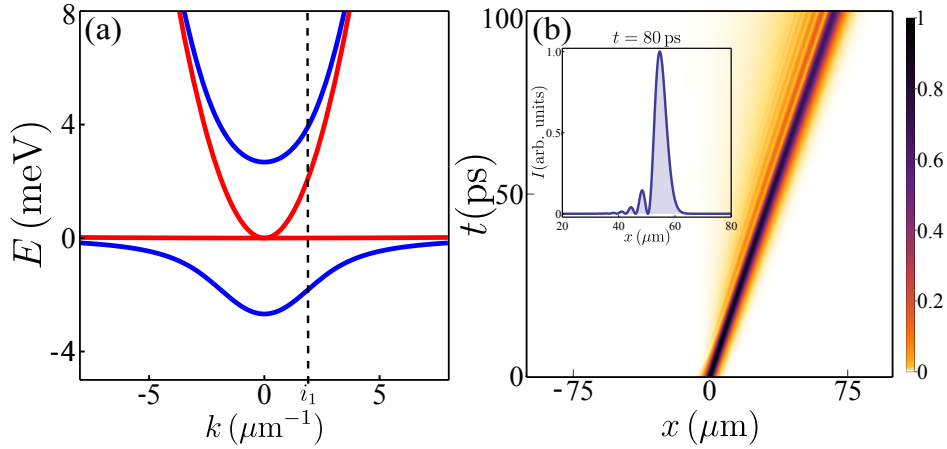 (a)
E (meV)
8
4
0
-4
-5
0
i₁
5
k (μm⁻¹)
(b)
t (ps)
100
50
0
-75
0
75
x (μm)
t = 80 ps
I (arb. units)
1.0
0.5
0
20
40
60
80
x (μm)
1
0.8
0.6
0.4
0.2
0